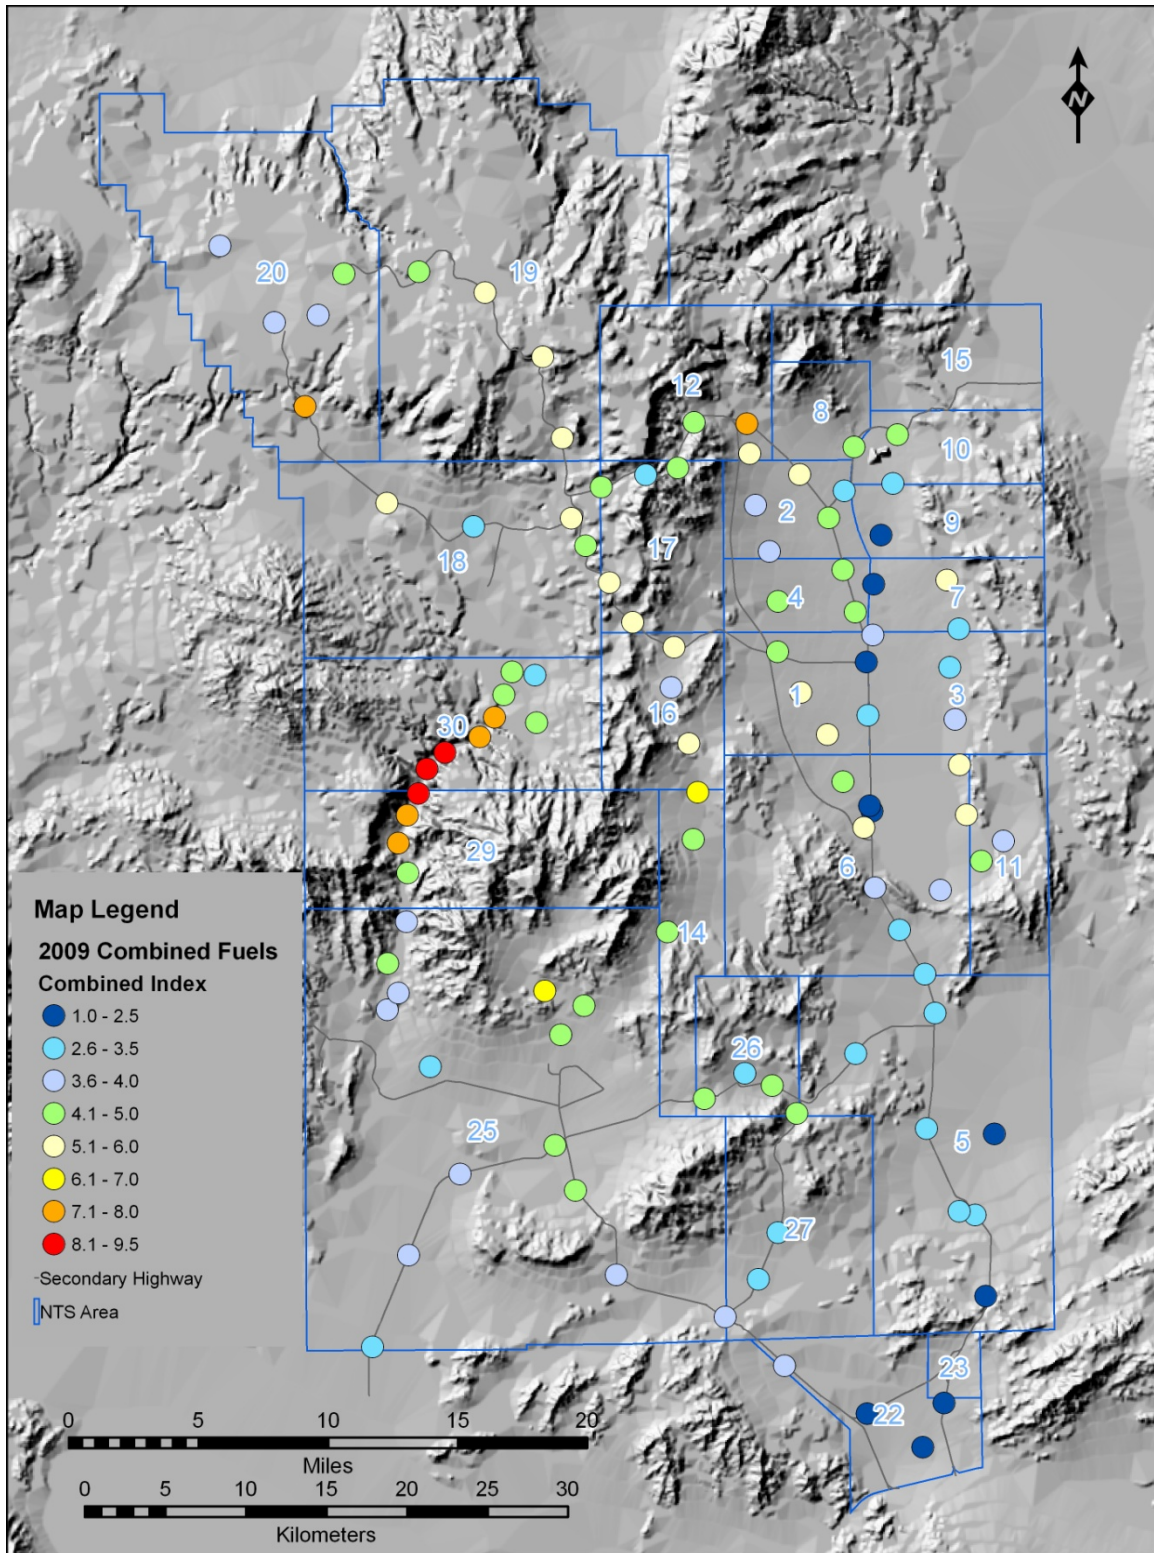 N
20
19
15
12
8
10
2
9
17
18
4
7
1
3
16
30
29
6
11
14
26
25
5
27
23
22
Map Legend
2009 Combined Fuels
Combined Index
1.0 - 2.5
2.6 - 3.5
3.6 - 4.0
4.1 - 5.0
5.1 - 6.0
6.1 - 7.0
7.1 - 8.0
8.1 - 9.5
Secondary Highway
NTS Area
0 5 10 15 20
Miles
0 5 10 15 20 25 30
Kilometers